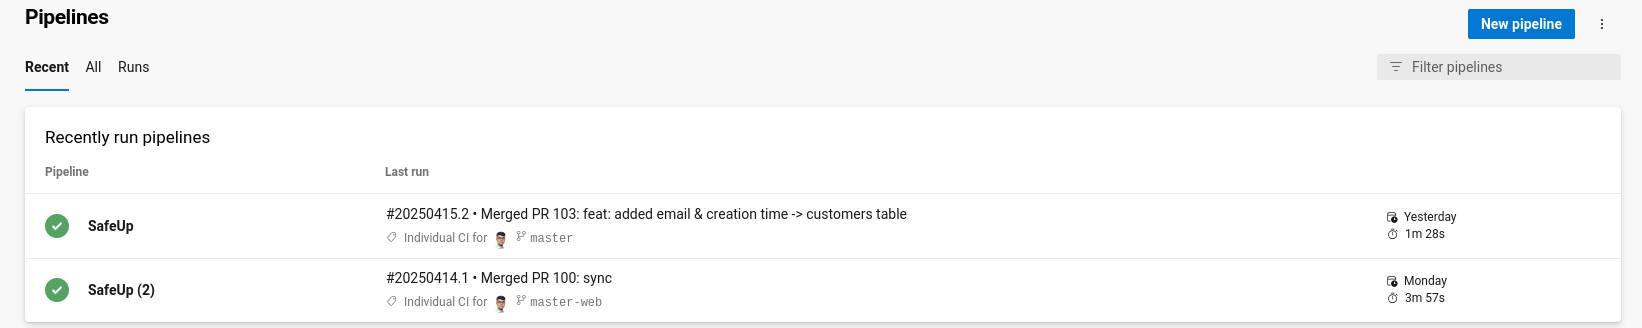 Pipelines
New pipeline
Recent All Runs
Filter pipelines
Recently run pipelines
Pipeline Last run
SafeUp
#20250415.2 • Merged PR 103: feat: added email & creation time -> customers table
Individual CI for master
Yesterday
1m 28s
SafeUp (2)
#20250414.1 • Merged PR 100: sync
Individual CI for master-web
Monday
3m 57s